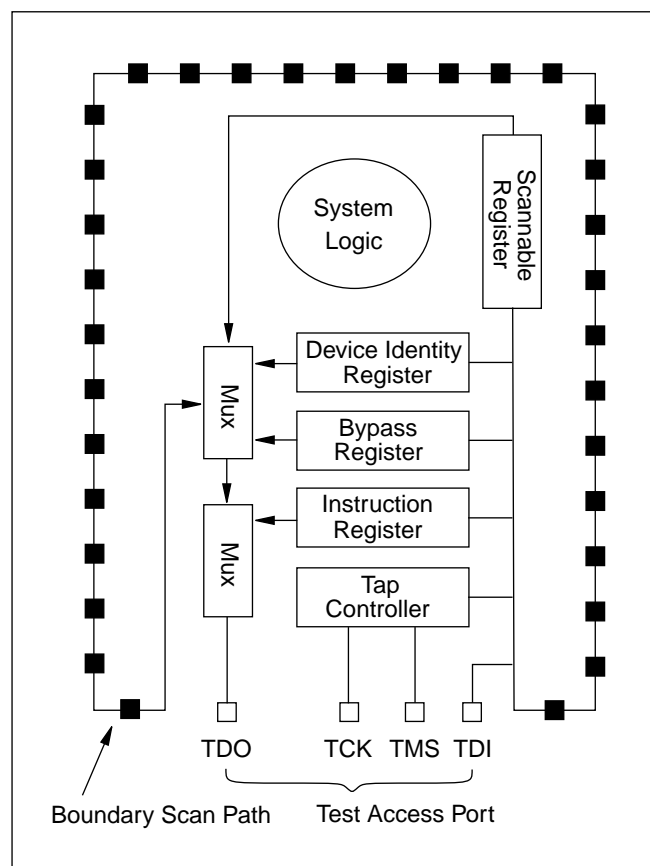 Scannable
Register
System
Logic
Device Identity
Register
Mux
Bypass
Register
Instruction
Register
Mux
Tap
Controller
TDO
TCK
TMS
TDI
Boundary Scan Path
Test Access Port